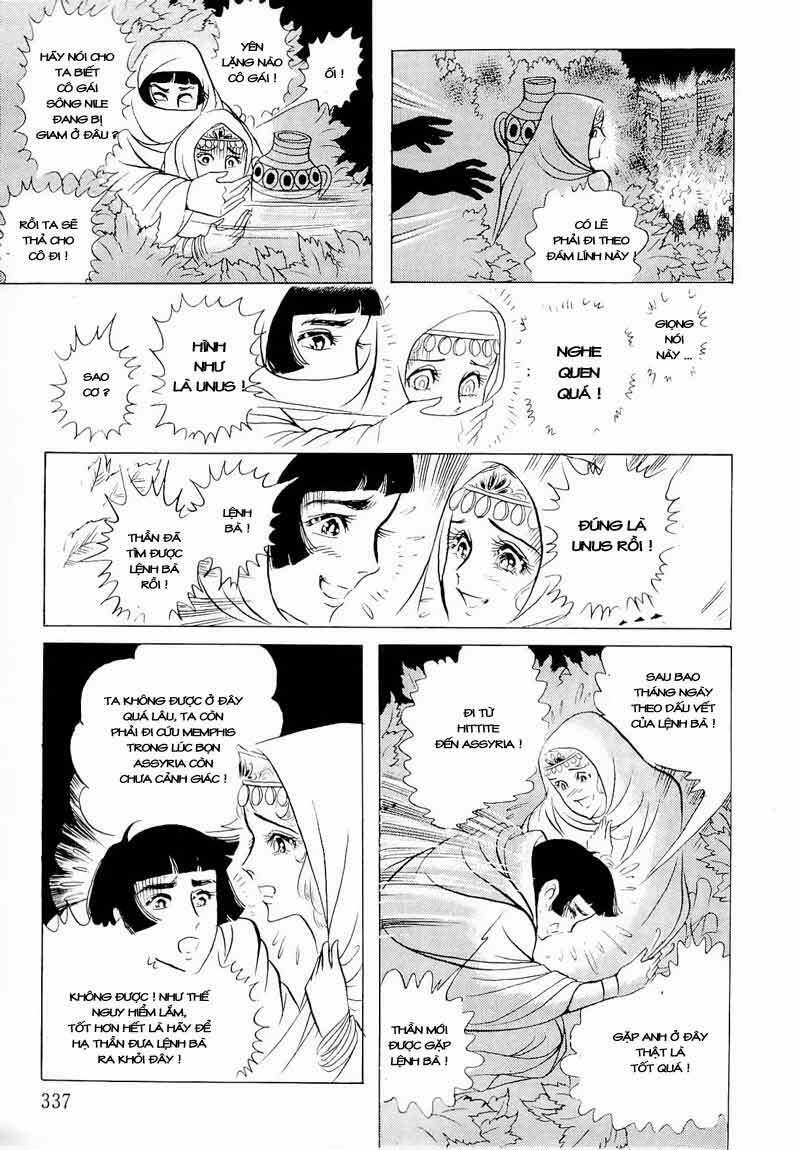 CÓ LẼ
PHẢI ĐI THEO
ĐÁM LÍNH NÀY !
ỐI !
YÊN
LẶNG NÀO
CÔ GÁI !
HÃY NÓI CHO
TA BIẾT
CÔ GÁI
SÔNG NILE
ĐANG BỊ
GIAM Ở ĐÂU ?
RỒI TA SẼ
THẢ CHO
CÔ ĐI !
GIỌNG
NÓI
NÀY ...
NGHE
QUEN
QUÁ !
HÌNH
NHƯ
LÀ UNUS !
SAO
CƠ ?
ĐÚNG LÀ
UNUS RỒI !
LỆNH
BÀ !
THẦN ĐÃ
TÌM ĐƯỢC
LỆNH BÀ
RỒI !
SAU BAO
THÁNG NGÀY
THEO DẤU VẾT
CỦA LỆNH BÀ !
ĐI TỪ
HITTITE
ĐẾN ASSYRIA !
THẦN MỚI
ĐƯỢC GẶP
LỆNH BÀ !
GẶP ANH Ở ĐÂY
THẬT LÀ
TỐT QUÁ !
TA KHÔNG ĐƯỢC Ở ĐÂY
QUÁ LÂU, TA CÒN
PHẢI ĐI CỨU MEMPHIS
TRONG LÚC BỌN
ASSYRIA CÒN
CHƯA CẢNH GIÁC !
KHÔNG ĐƯỢC ! NHƯ THẾ
NGUY HIỂM LẮM,
TỐT HƠN HẾT LÀ HÃY ĐỂ
HẠ THẦN ĐƯA LỆNH BÀ
RA KHỎI ĐÂY !
337